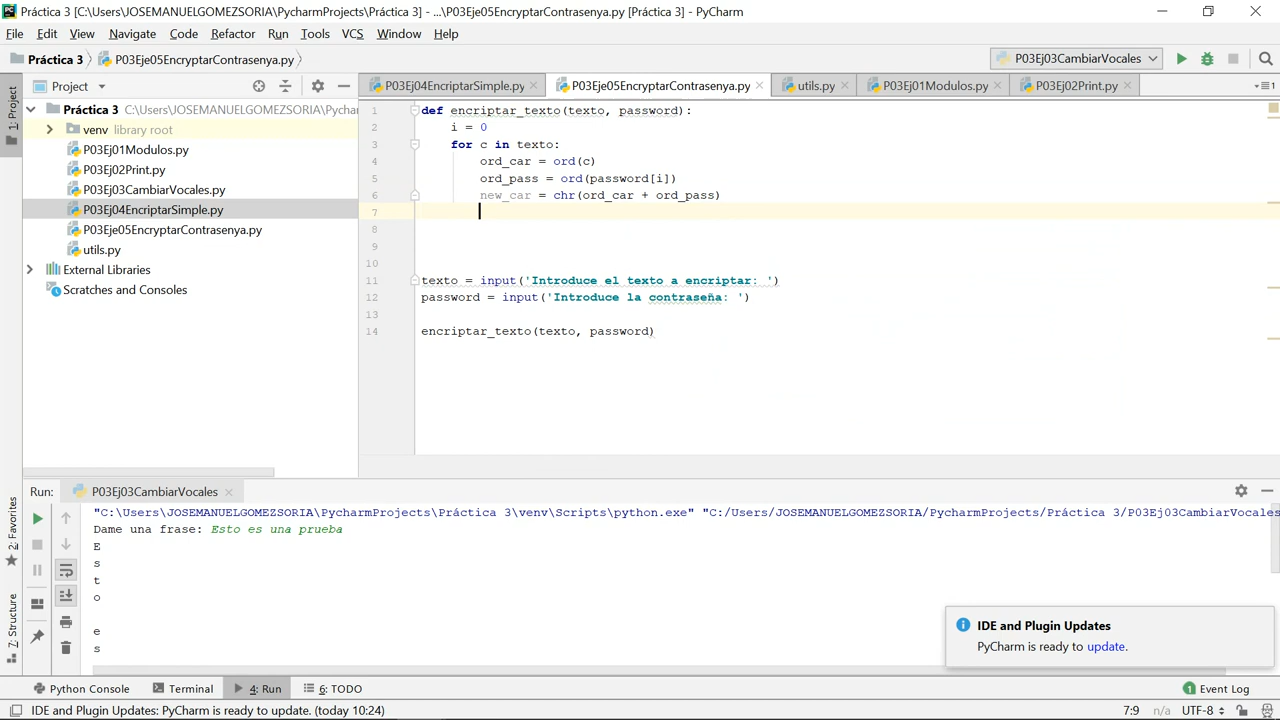 Práctica 3 [C:\Users\JOSEMANUELGOMEZSORIA\PycharmProjects\Práctica 3] - ...\P03Eje05EncryptarContrasenya.py [Práctica 3] - PyCharm
File Edit View Navigate Code Refactor Run Tools VCS Window Help
Práctica 3 P03Eje05EncryptarContrasenya.py P03Ej03CambiarVocales
1: Project
Project
P03Ej04EncriptarSimple.py P03Eje05EncryptarContrasenya.py utils.py P03Ej01Modulos.py P03Ej02Print.py 1
Práctica 3 C:\Users\JOSEMANUELGOMEZSORIA\Pychar
venv library root
P03Ej01Modulos.py
P03Ej02Print.py
P03Ej03CambiarVocales.py
P03Ej04EncriptarSimple.py
P03Eje05EncryptarContrasenya.py
utils.py
External Libraries
Scratches and Consoles
1 def encriptar_texto(texto, password):
2 i = 0
3 for c in texto:
4 ord_car = ord(c)
5 ord_pass = ord(password[i])
6 new_car = chr(ord_car + ord_pass)
7
8
9
10
11 texto = input('Introduce el texto a encriptar: ')
12 password = input('Introduce la contraseña: ')
13
14 encriptar_texto(texto, password)
2: Favorites
7: Structure
Run: P03Ej03CambiarVocales
"C:\Users\JOSEMANUELGOMEZSORIA\PycharmProjects\Práctica 3\venv\Scripts\python.exe" "C:/Users/JOSEMANUELGOMEZSORIA/PycharmProjects/Práctica 3/P03Ej03CambiarVocales
Dame una frase: Esto es una prueba
E
s
t
o
e
s
IDE and Plugin Updates
PyCharm is ready to update.
Python Console Terminal 4: Run 6: TODO 1 Event Log
IDE and Plugin Updates: PyCharm is ready to update. (today 10:24) 7:9 n/a UTF-8